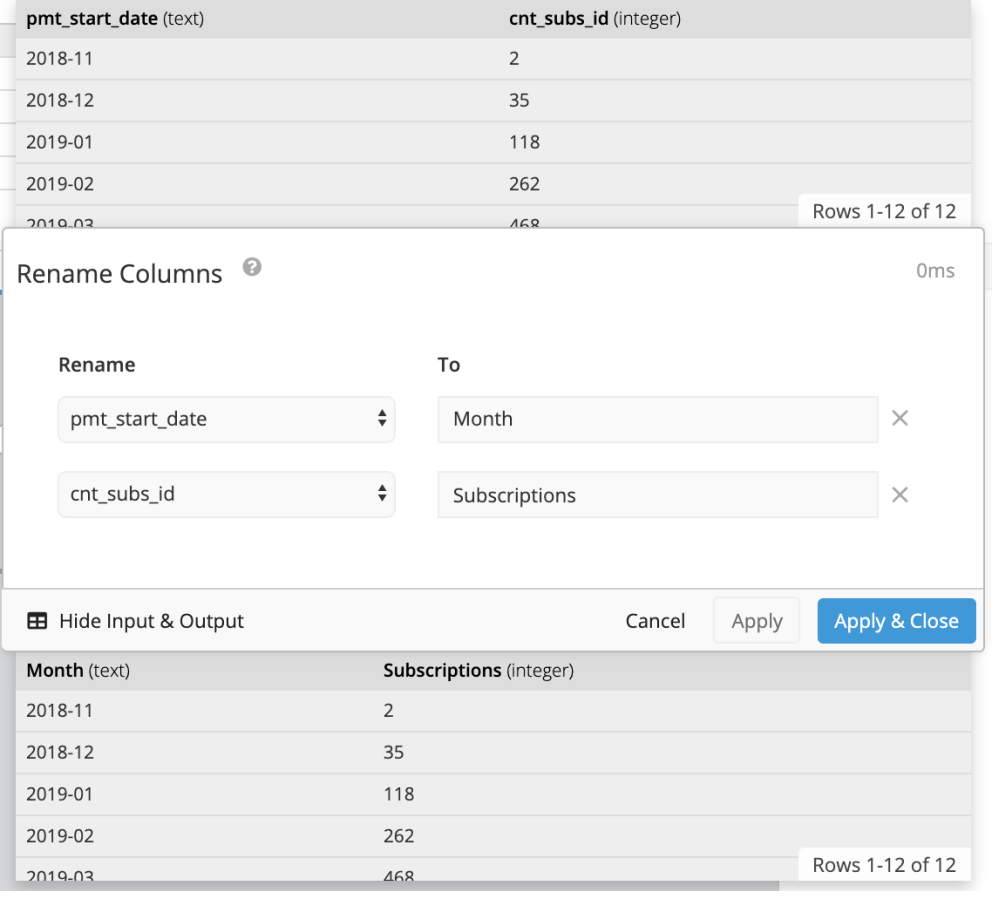 pmt_start_date (text) cnt_subs_id (integer)
2018-11 2
2018-12 35
2019-01 118
2019-02 262
2019-03 468
Rows 1-12 of 12
Rename Columns ? 0ms
Rename To
pmt_start_date Month
cnt_subs_id Subscriptions
Hide Input & Output Cancel Apply Apply & Close
Month (text) Subscriptions (integer)
2018-11 2
2018-12 35
2019-01 118
2019-02 262
2019-03 468
Rows 1-12 of 12